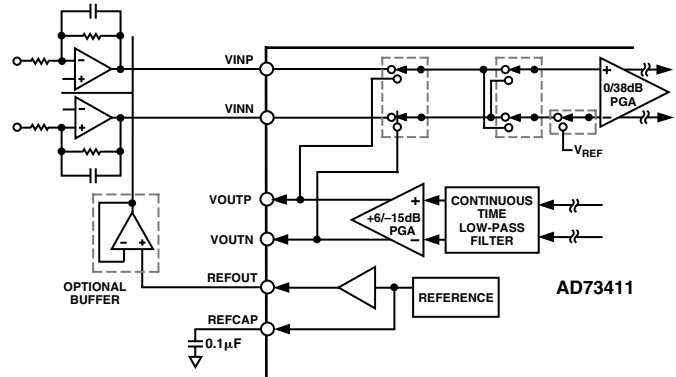 VINP
0/38dB
PGA
VINN
VREF
VOUTP
+6/–15dB
PGA
CONTINUOUS
TIME
LOW-PASS
FILTER
VOUTN
OPTIONAL
BUFFER
REFOUT
REFERENCE
AD73411
REFCAP
0.1µF